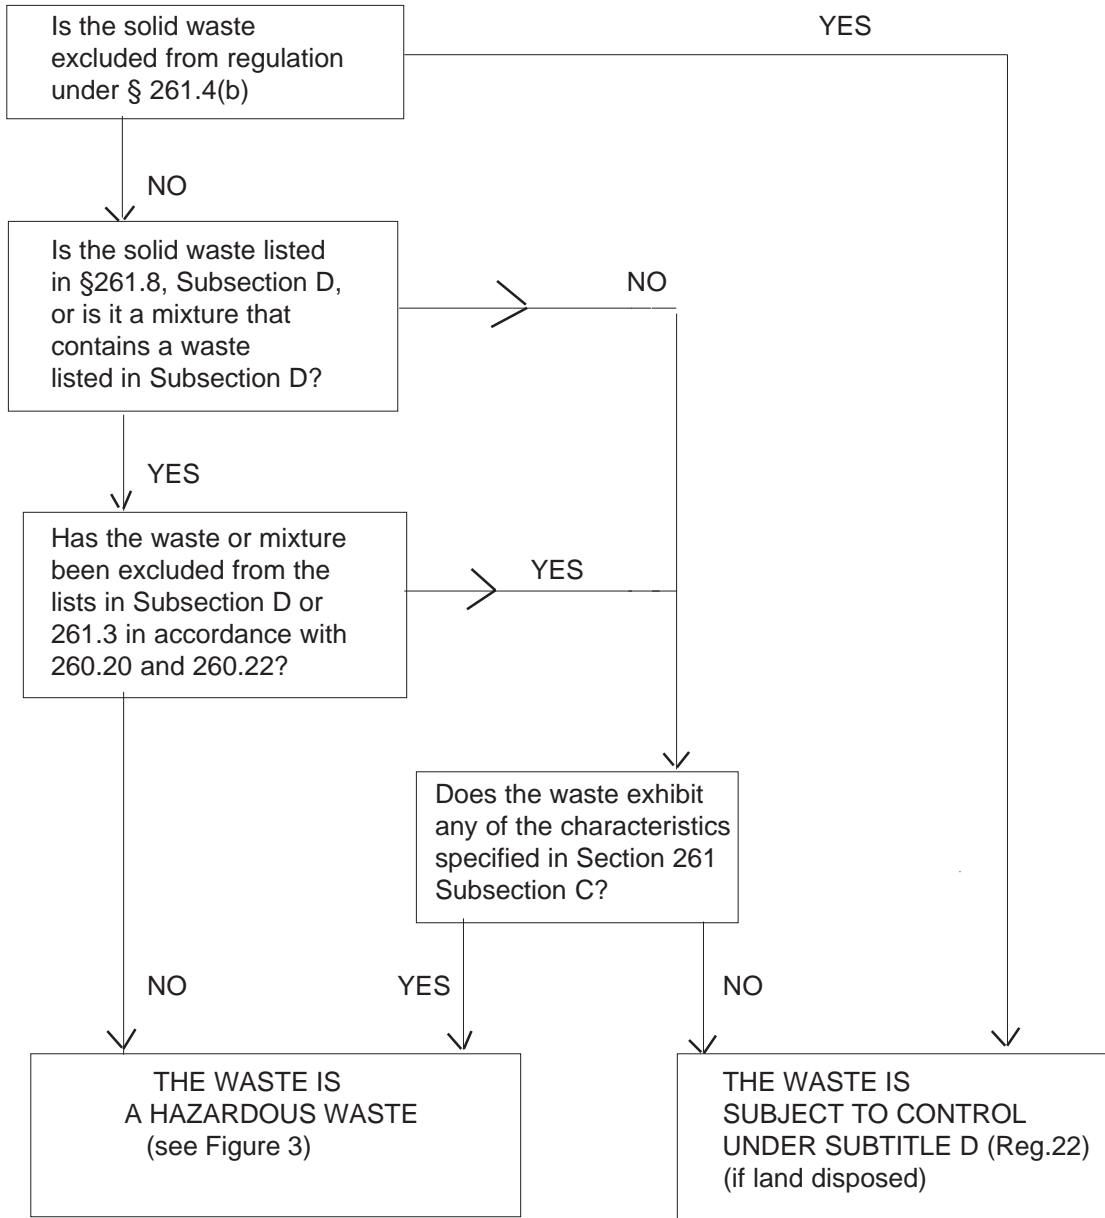 Is the solid waste
excluded from regulation
under § 261.4(b)
YES
NO
Is the solid waste listed
in §261.8, Subsection D,
or is it a mixture that
contains a waste
listed in Subsection D?
NO
YES
Has the waste or mixture
been excluded from the
lists in Subsection D or
261.3 in accordance with
260.20 and 260.22?
YES
Does the waste exhibit
any of the characteristics
specified in Section 261
Subsection C?
NO
YES
NO
THE WASTE IS
A HAZARDOUS WASTE
(see Figure 3)
THE WASTE IS
SUBJECT TO CONTROL
UNDER SUBTITLE D (Reg.22)
(if land disposed)